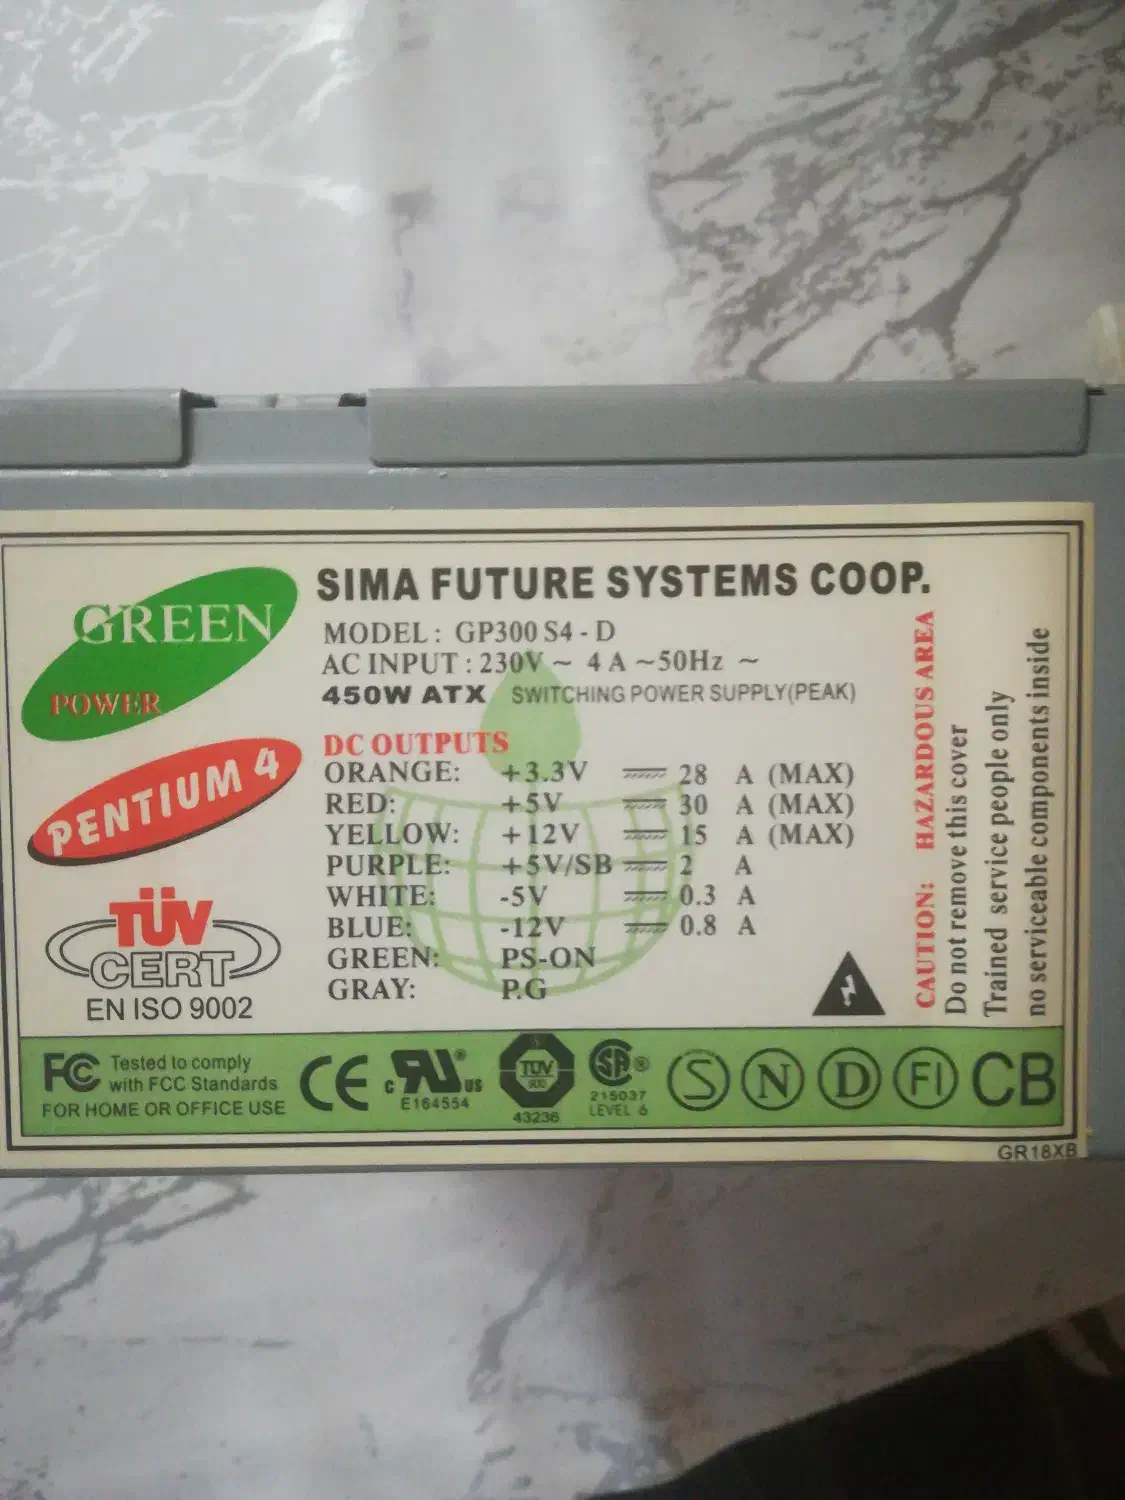 GREEN
POWER
PENTIUM 4
TÜV
CERT
EN ISO 9002
SIMA FUTURE SYSTEMS COOP.
MODEL : GP300 S4 - D
AC INPUT : 230V ~ 4 A ~50Hz ~
450W ATX SWITCHING POWER SUPPLY(PEAK)
DC OUTPUTS
ORANGE: +3.3V 28 A (MAX)
RED: +5V 30 A (MAX)
YELLOW: +12V 15 A (MAX)
PURPLE: +5V/SB 2 A
WHITE: -5V 0.3 A
BLUE: -12V 0.8 A
GREEN: PS-ON
GRAY: P.G
CAUTION: HAZARDOUS AREA
Do not remove this cover
Trained service people only
no serviceable components inside
FC Tested to comply
with FCC Standards
FOR HOME OR OFFICE USE
CE
c RU ® US
E164554
TUV
43236
SA ®
215037
LEVEL 6
S N D FI CB
GR18XB